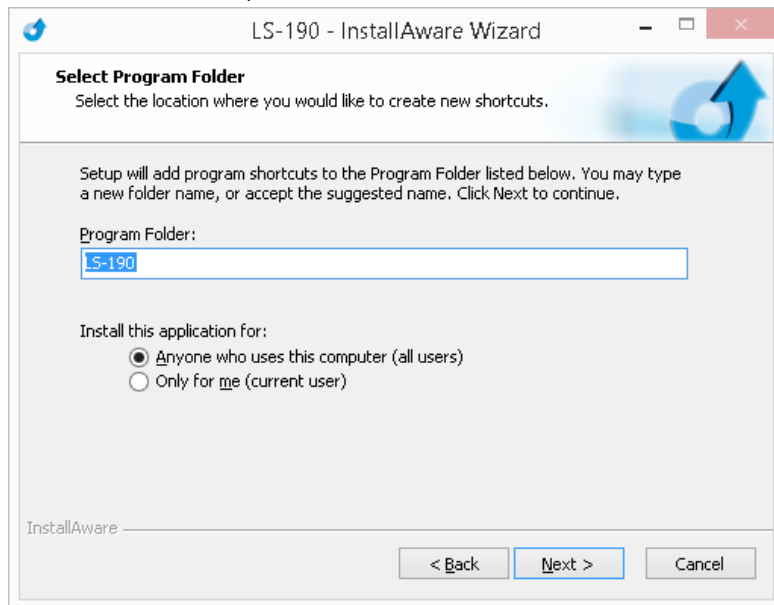 LS-190 - InstallAware Wizard
Select Program Folder
Select the location where you would like to create new shortcuts.
Setup will add program shortcuts to the Program Folder listed below. You may type
a new folder name, or accept the suggested name. Click Next to continue.
Program Folder:
LS-190
Install this application for:
Anyone who uses this computer (all users)
Only for me (current user)
InstallAware
< Back Next > Cancel